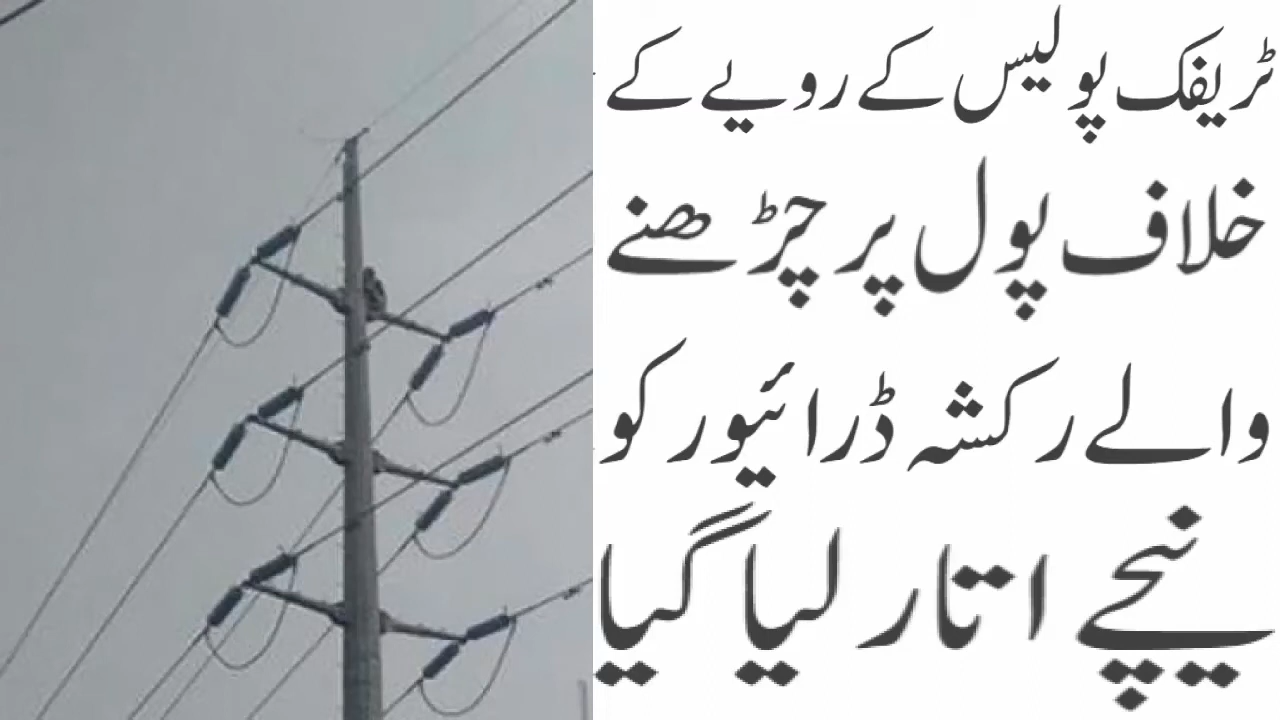 ٹریفک پولیس کے رویے کے
خلاف پول پر چڑھنے
والے رکشہ ڈرائیور کو
نیچے اتار لیا گیا